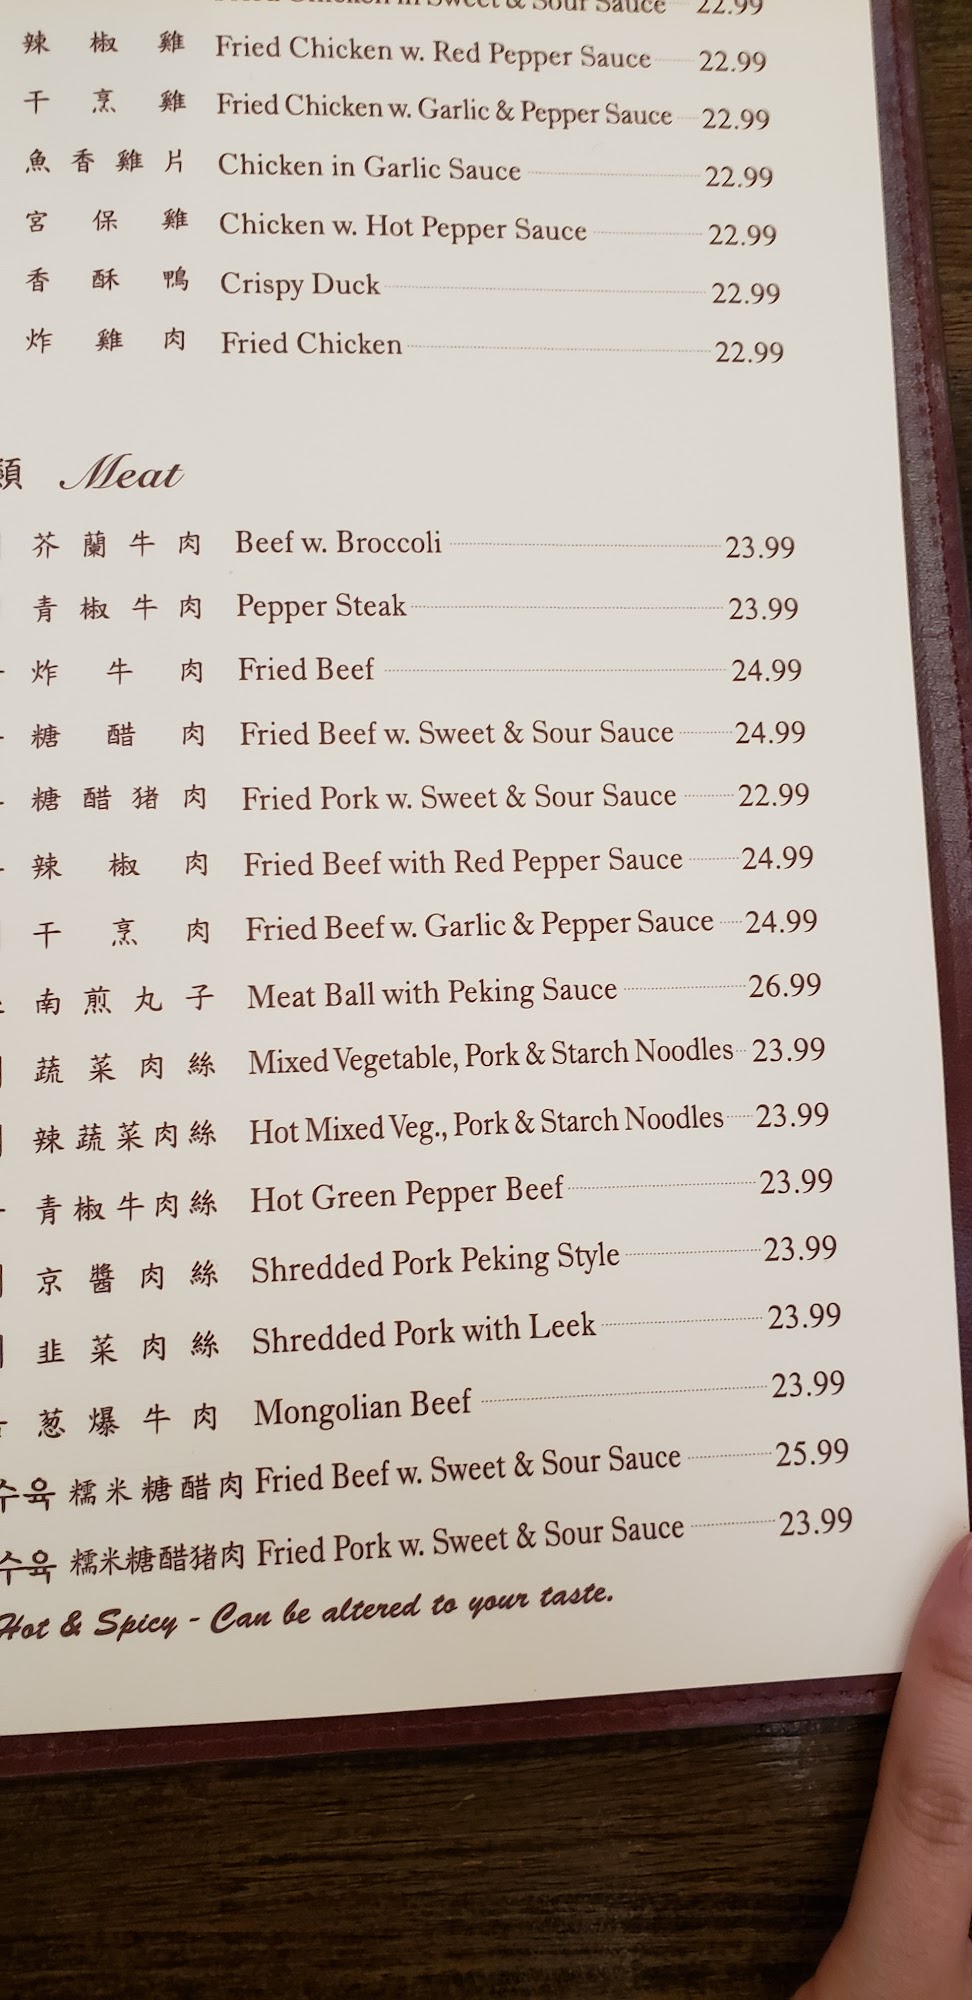 Fried Chicken in Sweet & Sour Sauce 22.99
辣椒雞 Fried Chicken w. Red Pepper Sauce 22.99
干烹雞 Fried Chicken w. Garlic & Pepper Sauce 22.99
魚香雞片 Chicken in Garlic Sauce 22.99
宮保雞 Chicken w. Hot Pepper Sauce 22.99
香酥鴨 Crispy Duck 22.99
炸雞肉 Fried Chicken 22.99
類 Meat
芥蘭牛肉 Beef w. Broccoli 23.99
青椒牛肉 Pepper Steak 23.99
炸牛肉 Fried Beef 24.99
糖醋肉 Fried Beef w. Sweet & Sour Sauce 24.99
糖醋猪肉 Fried Pork w. Sweet & Sour Sauce 22.99
辣椒肉 Fried Beef with Red Pepper Sauce 24.99
干烹肉 Fried Beef w. Garlic & Pepper Sauce 24.99
南煎丸子 Meat Ball with Peking Sauce 26.99
蔬菜肉絲 Mixed Vegetable, Pork & Starch Noodles 23.99
辣蔬菜肉絲 Hot Mixed Veg., Pork & Starch Noodles 23.99
青椒牛肉絲 Hot Green Pepper Beef 23.99
京醬肉絲 Shredded Pork Peking Style 23.99
韭菜肉絲 Shredded Pork with Leek 23.99
葱爆牛肉 Mongolian Beef 23.99
수육 糯米糖醋肉 Fried Beef w. Sweet & Sour Sauce 25.99
수육 糯米糖醋猪肉 Fried Pork w. Sweet & Sour Sauce 23.99
Hot & Spicy - Can be altered to your taste.